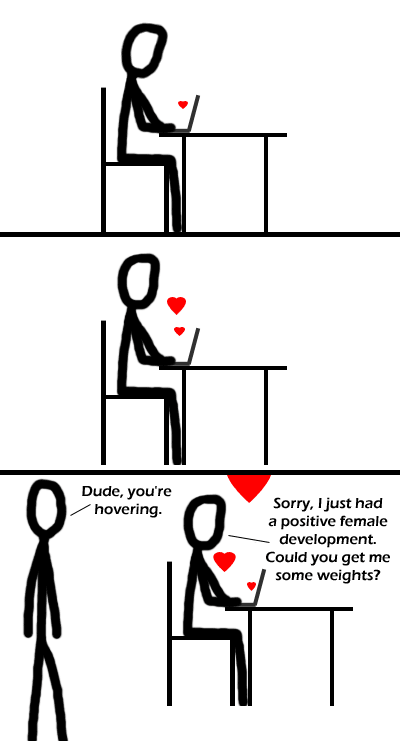 Dude, you're
hovering.
Sorry, I just had
a positive female
development.
Could you get me
some weights?